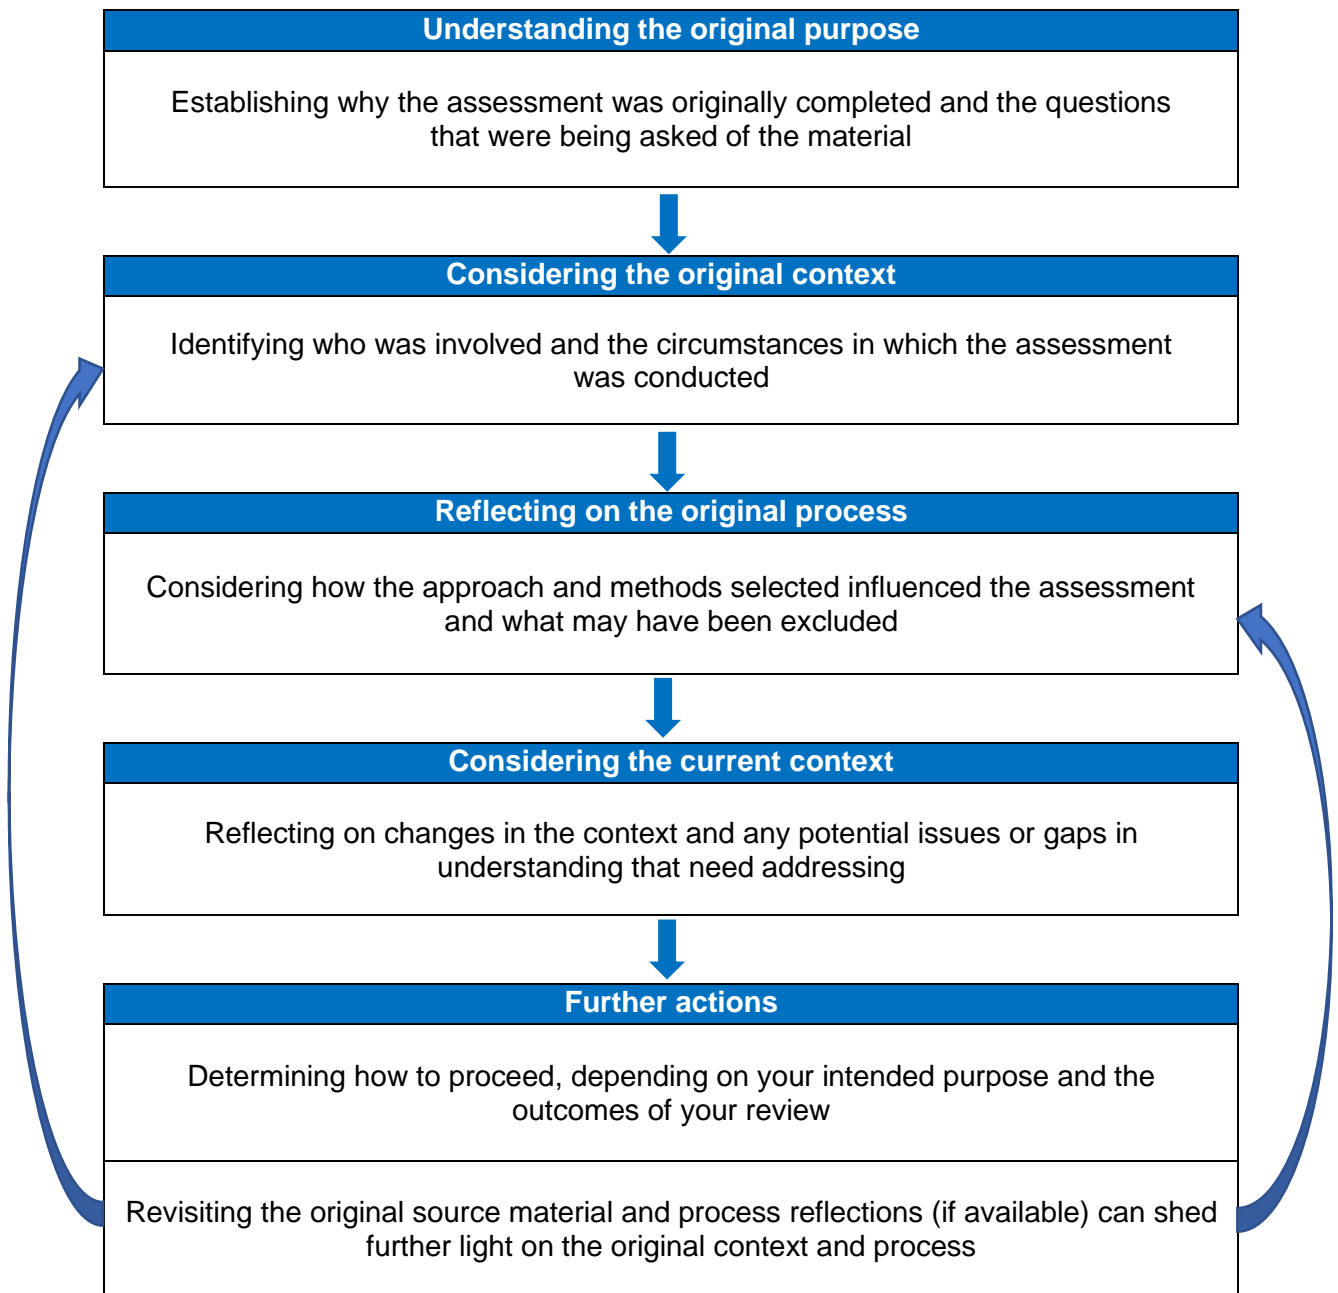 Understanding the original purpose
Establishing why the assessment was originally completed and the questions
that were being asked of the material
Considering the original context
Identifying who was involved and the circumstances in which the assessment
was conducted
Reflecting on the original process
Considering how the approach and methods selected influenced the assessment
and what may have been excluded
Considering the current context
Reflecting on changes in the context and any potential issues or gaps in
understanding that need addressing
Further actions
Determining how to proceed, depending on your intended purpose and the
outcomes of your review
Revisiting the original source material and process reflections (if available) can shed
further light on the original context and process